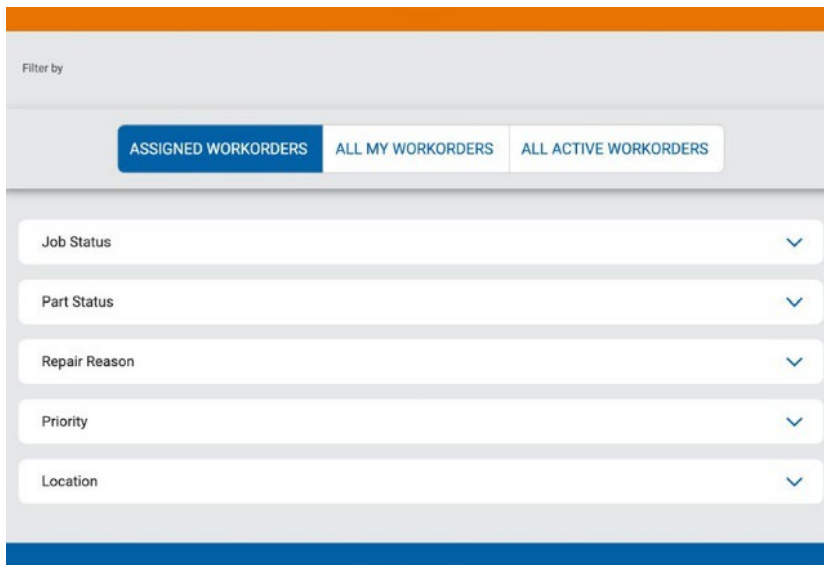 Filter by
ASSIGNED WORKORDERS ALL MY WORKORDERS ALL ACTIVE WORKORDERS
Job Status
Part Status
Repair Reason
Priority
Location